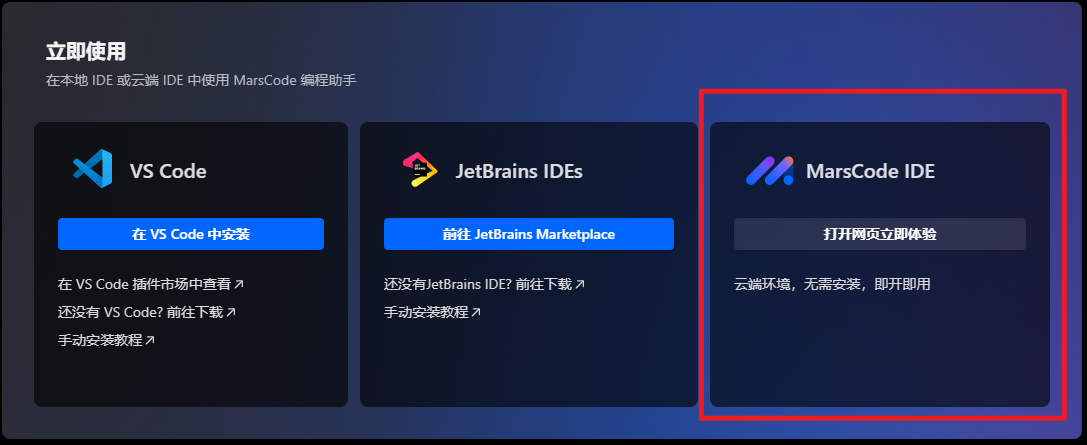 立即使用
在本地 IDE 或云端 IDE 中使用 MarsCode 编程助手
VS Code
在 VS Code 中安装
在 VS Code 插件市场中查看↗
还没有 VS Code? 前往下载↗
手动安装教程↗
JetBrains IDEs
前往 JetBrains Marketplace
还没有JetBrains IDE? 前往下载↗
手动安装教程↗
MarsCode IDE
打开网页立即体验
云端环境，无需安装，即开即用